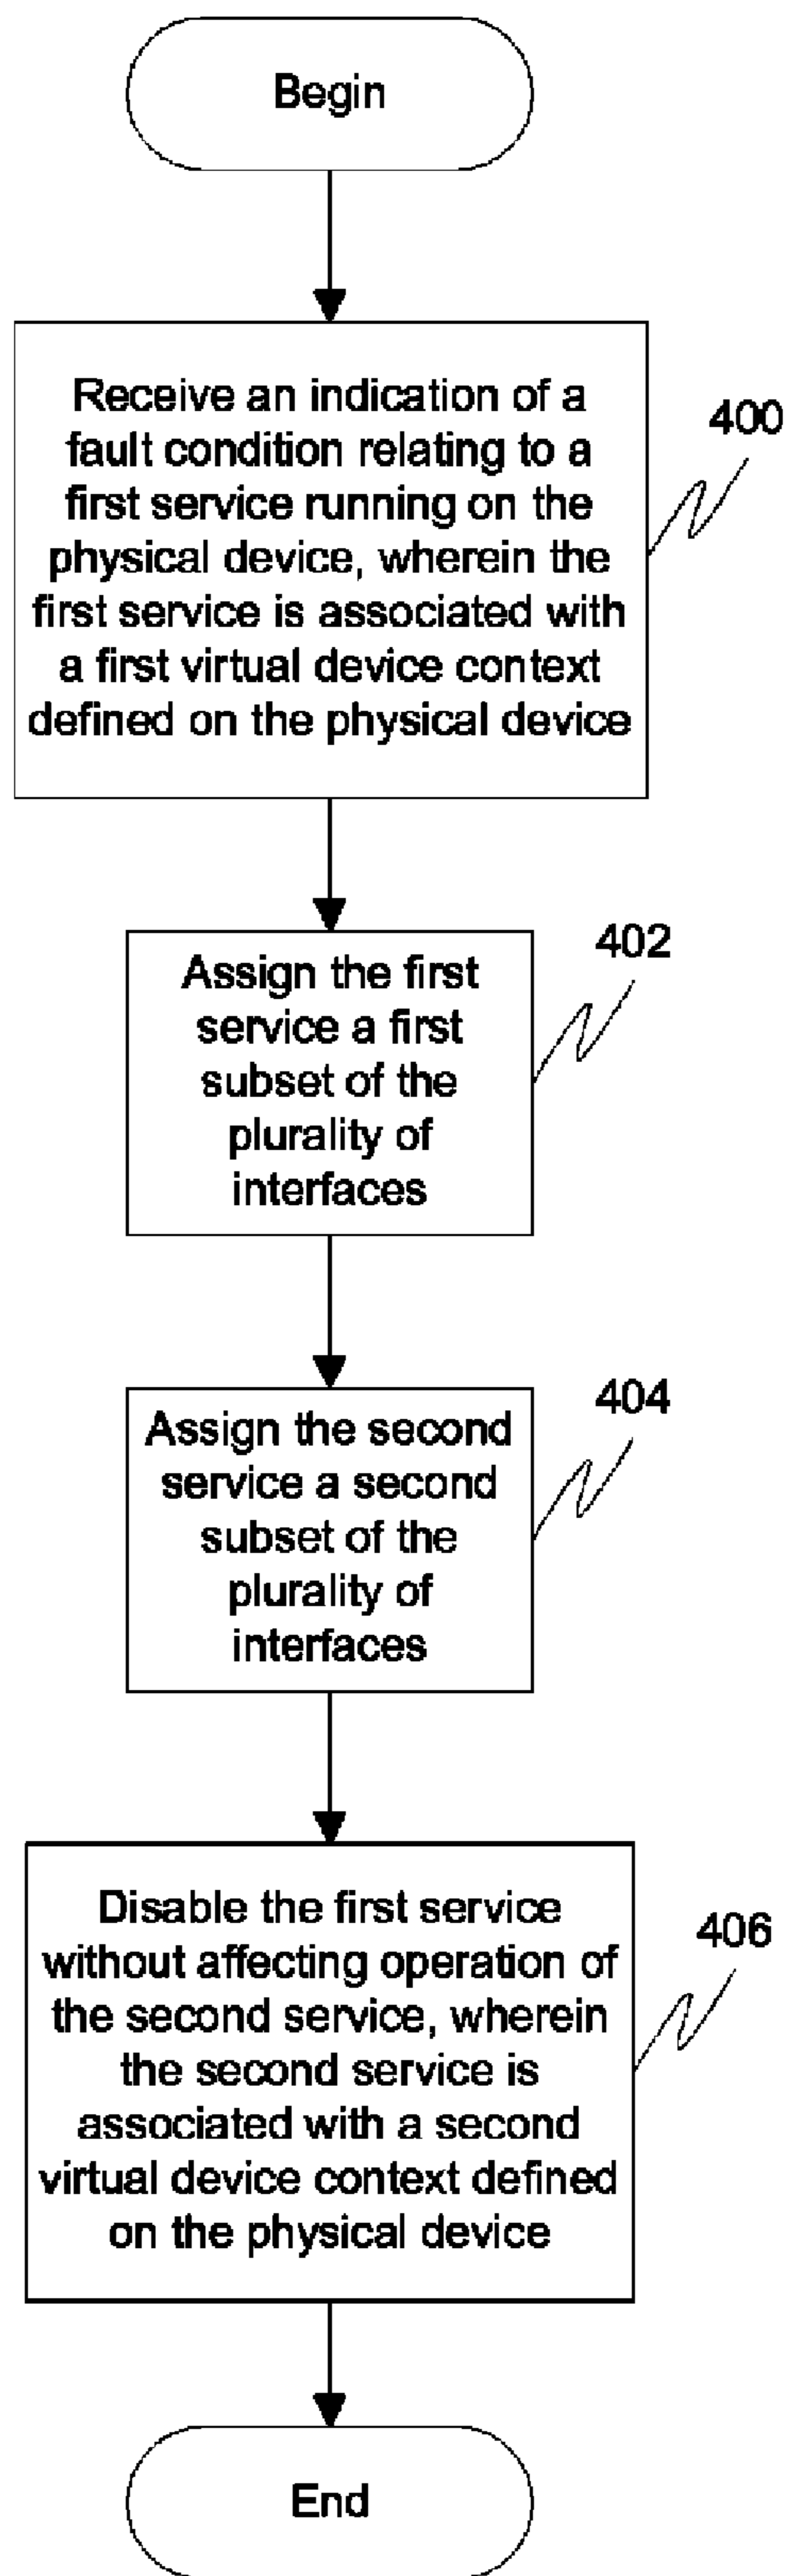 Begin
Receive an indication of a
fault condition relating to a
first service running on the
physical device, wherein the
first service is associated with
a first virtual device context
defined on the physical device
400
Assign the first
service a first
subset of the
plurality of
interfaces
402
Assign the second
service a second
subset of the
plurality of
interfaces
404
Disable the first service
without affecting operation of
the second service, wherein
the second service is
associated with a second
virtual device context defined
on the physical device
406
End